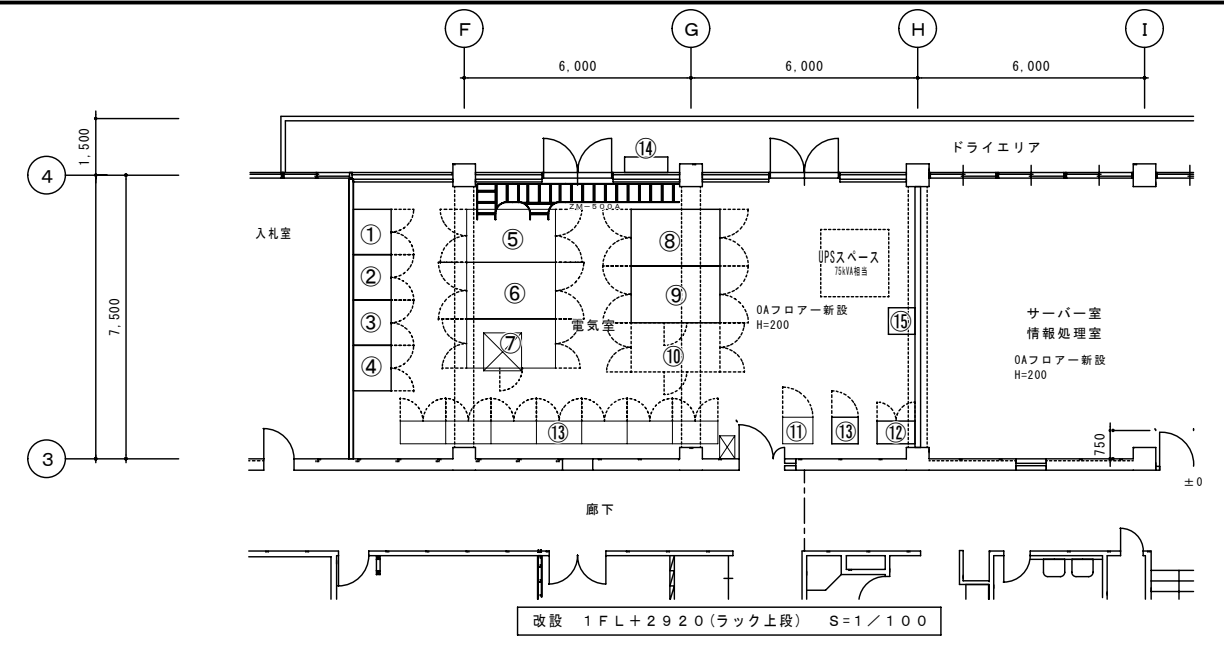 F
G
H
I
6,000
6,000
6,000
1,500
ドライエリア
⑭
4
ZM-500A
入札室
①
②
③
④
⑤
⑥
⑦
⑧
⑨
⑩
電気室
UPSスペース
75kVA相当
OAフロアー新設
H=200
⑮
サーバー室
情報処理室
OAフロアー新設
H=200
7,500
⑬
⑪
⑬
⑫
750
3
±0
廊下
改設 1FL+2920(ラック上段) S=1/100